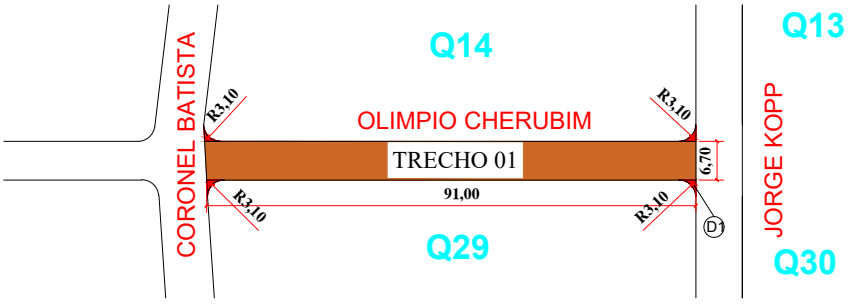 Q13
Q14
CORONEL BATISTA
R3,10
OLIMPIO CHERUBIM
R3,10
JORGE KOPP
TRECHO 01
6,70
R3,10
91,00
R3,10
D1
Q29
Q30